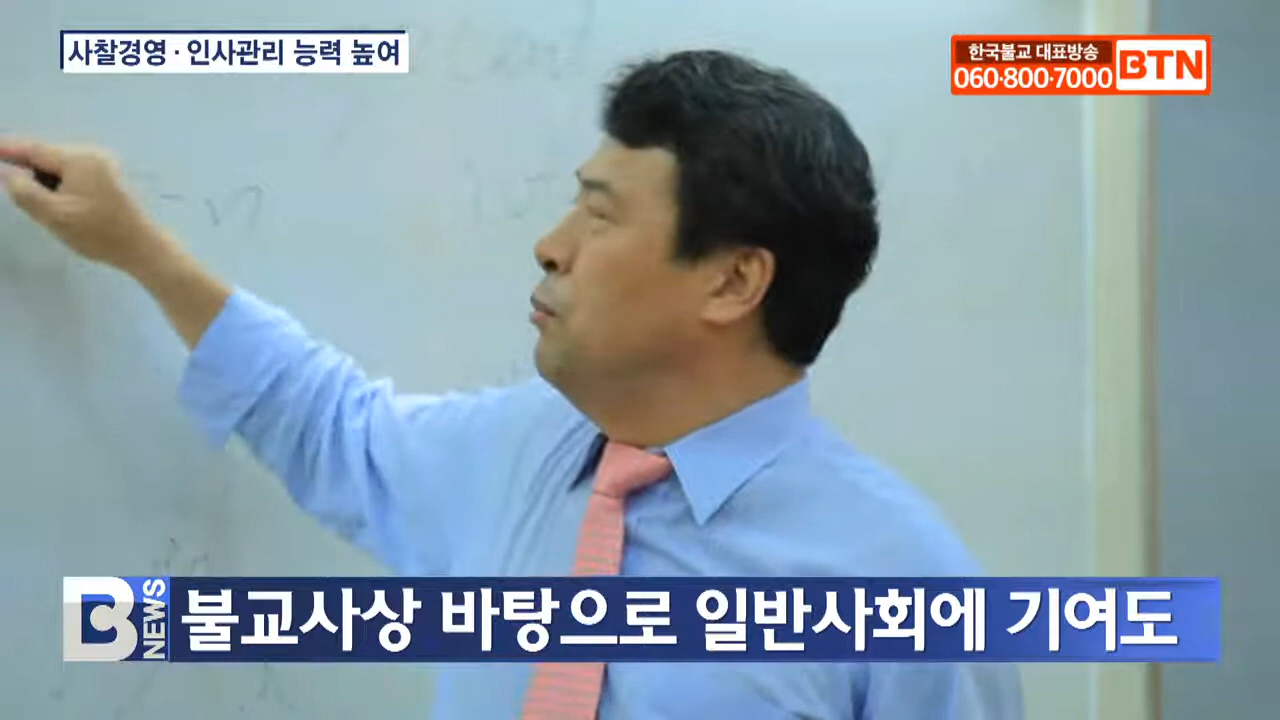 사찰경영·인사관리 능력 높여
한국불교 대표방송
060·800·7000
BTN
B NEWS
불교사상 바탕으로 일반사회에 기여도